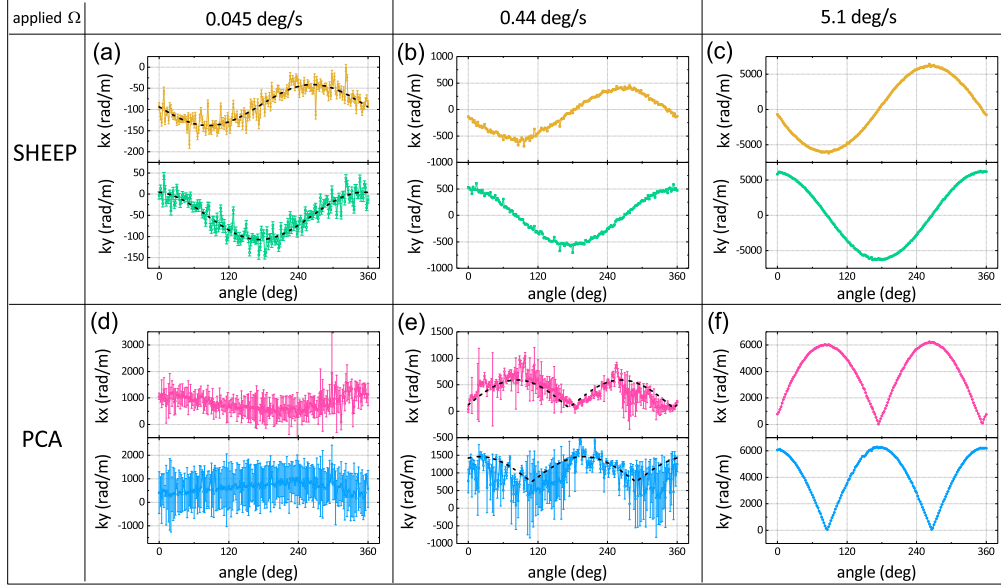 applied Ω 0.045 deg/s 0.44 deg/s 5.1 deg/s
SHEEP
(a)
kx (rad/m)
0
-50
-100
-150
ky (rad/m)
50
0
-50
-100
-150
0 120 240 360
angle (deg)
(b)
kx (rad/m)
1000
500
0
-500
-1000
ky (rad/m)
500
0
-500
-1000
0 120 240 360
angle (deg)
(c)
kx (rad/m)
5000
0
-5000
ky (rad/m)
5000
0
-5000
0 120 240 360
angle (deg)
PCA
(d)
kx (rad/m)
3000
2000
1000
0
ky (rad/m)
2000
1000
0
-1000
0 120 240 360
angle (deg)
(e)
kx (rad/m)
1500
1000
500
0
-500
ky (rad/m)
1500
1000
500
0
-500
-1000
0 120 240 360
angle (deg)
(f)
kx (rad/m)
6000
4000
2000
0
ky (rad/m)
6000
4000
2000
0
0 120 240 360
angle (deg)